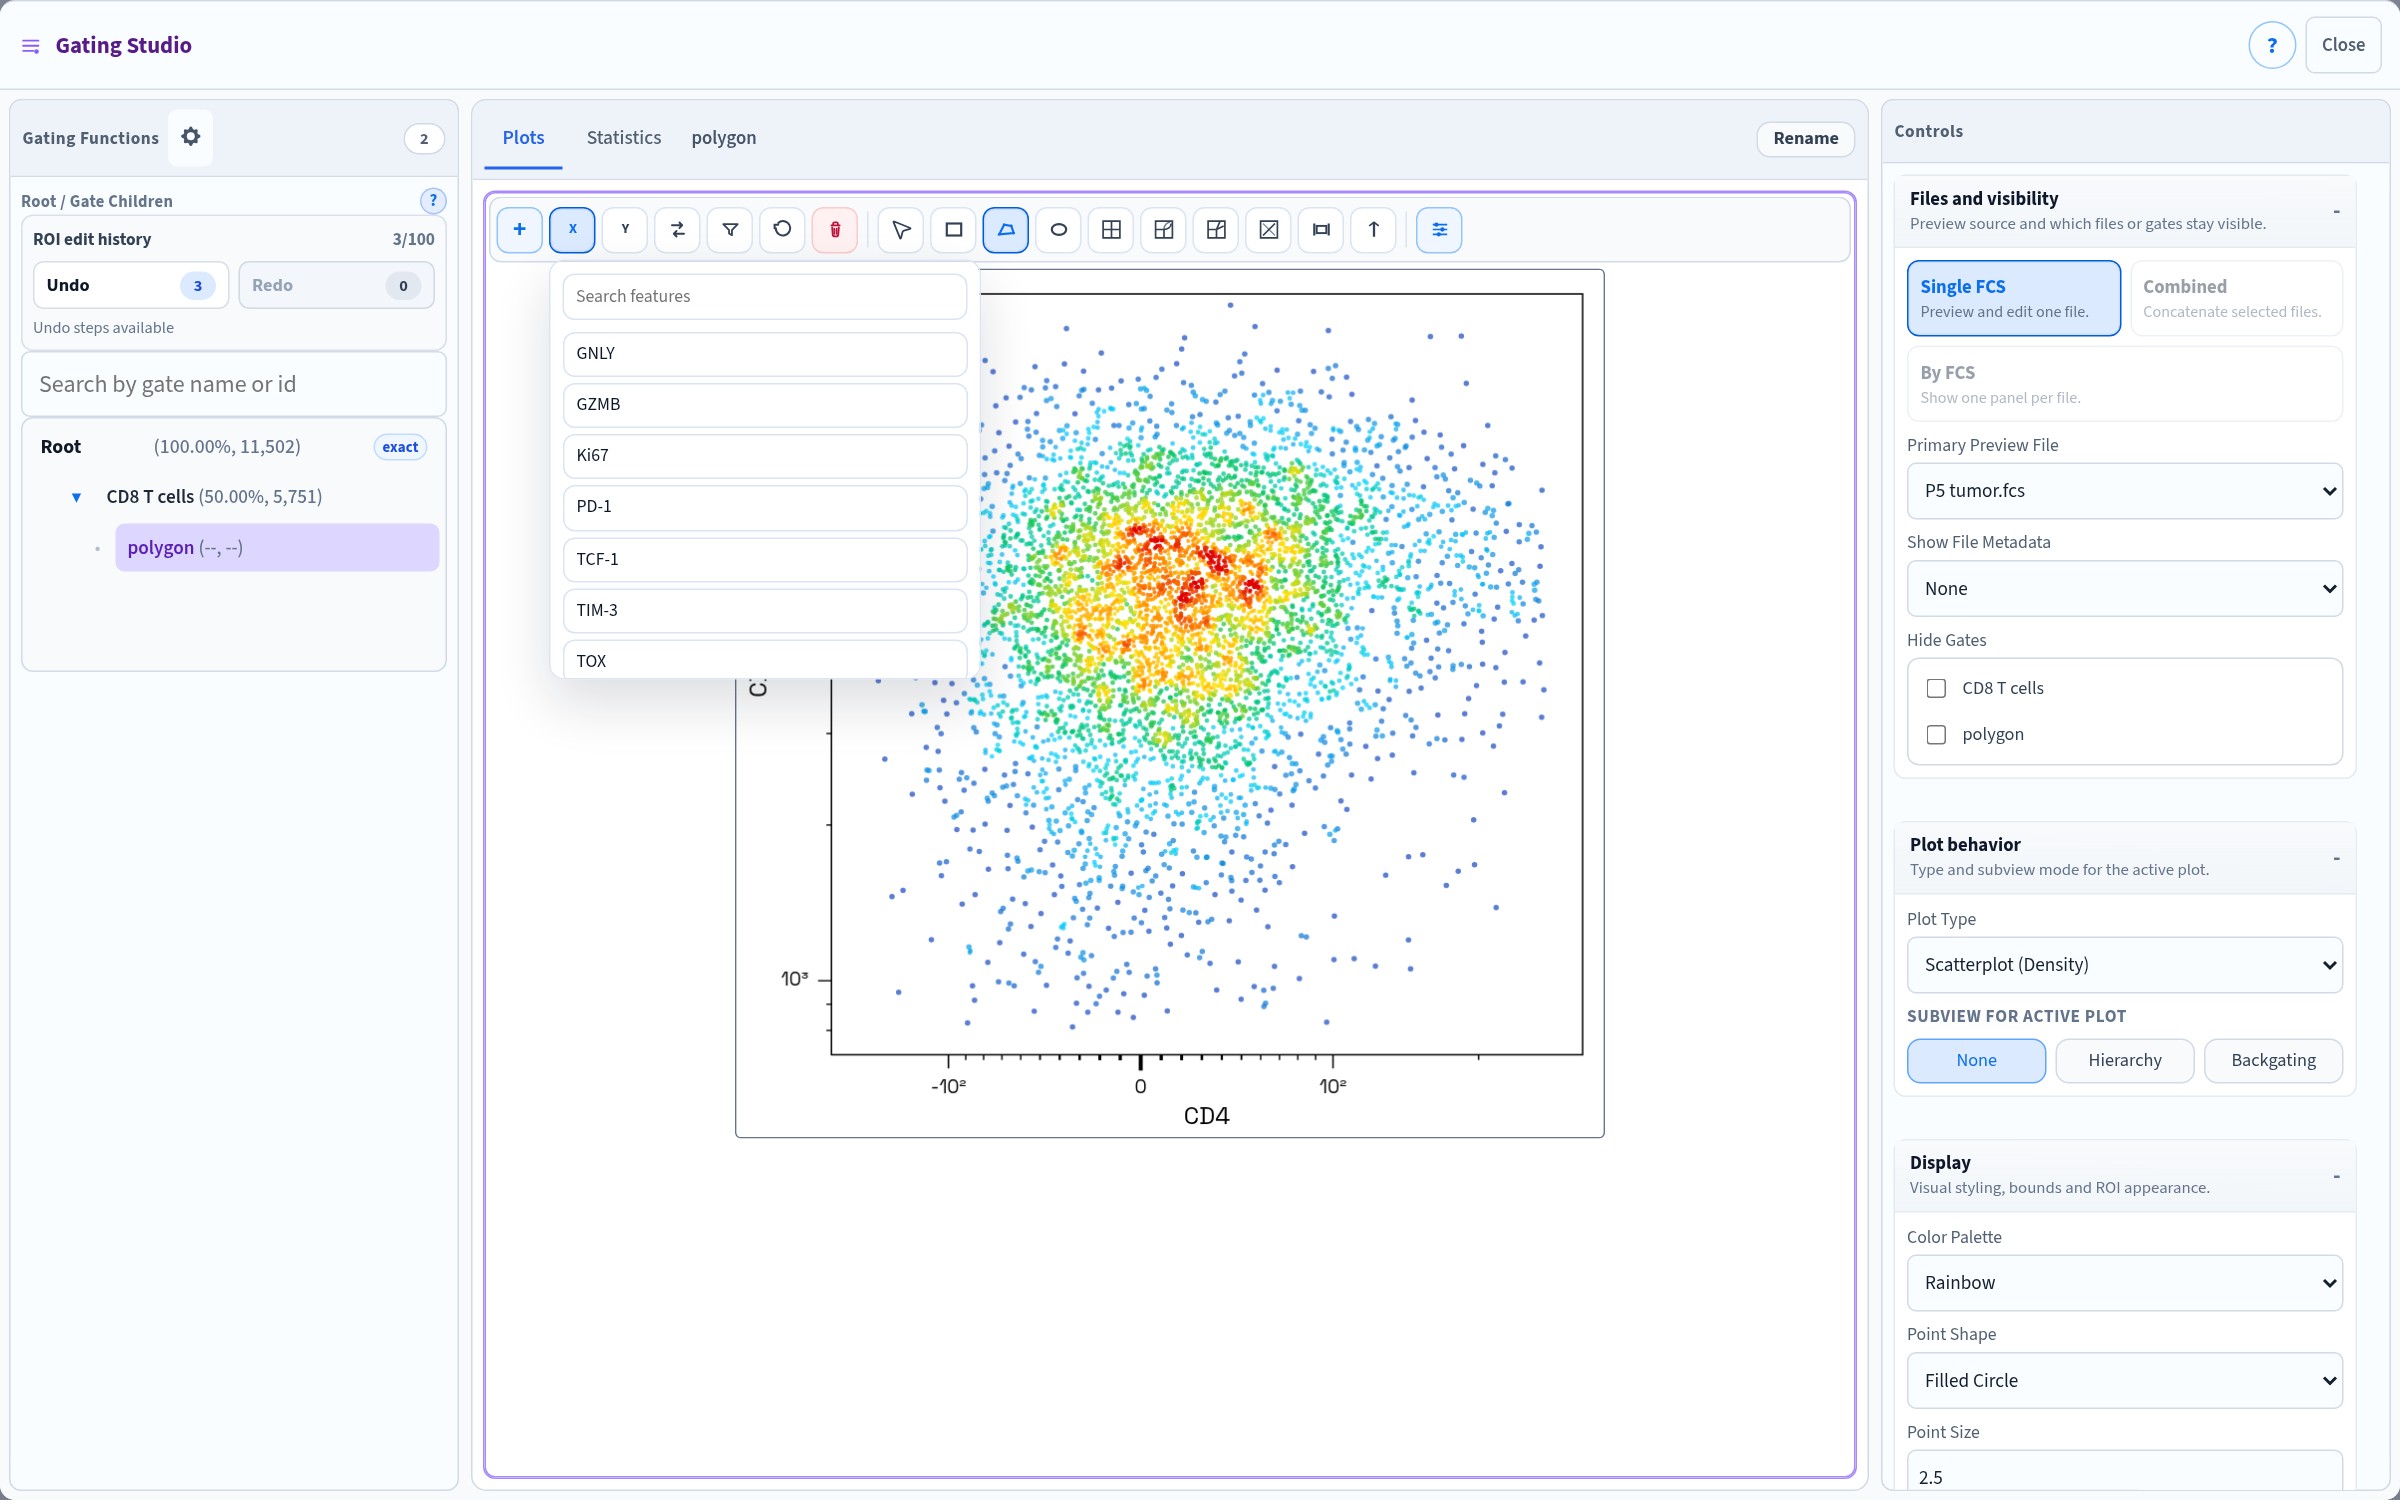 Gating Studio
?
Close
Gating Functions
2
Root / Gate Children
?
ROI edit history
3/100
Undo
3
Redo
0
Undo steps available
Search by gate name or id
Root
(100.00%, 11,502)
exact
CD8 T cells (50.00%, 5,751)
polygon (--, --)
Plots
Statistics
polygon
Rename
+
X
Y
Search features
GNLY
GZMB
Ki67
PD-1
TCF-1
TIM-3
TOX
10³
-10²
0
10²
CD4
Controls
Files and visibility
Preview source and which files or gates stay visible.
-
Single FCS
Preview and edit one file.
Combined
Concatenate selected files.
By FCS
Show one panel per file.
Primary Preview File
P5 tumor.fcs
Show File Metadata
None
Hide Gates
CD8 T cells
polygon
Plot behavior
Type and subview mode for the active plot.
-
Plot Type
Scatterplot (Density)
SUBVIEW FOR ACTIVE PLOT
None
Hierarchy
Backgating
Display
Visual styling, bounds and ROI appearance.
-
Color Palette
Rainbow
Point Shape
Filled Circle
Point Size
2.5